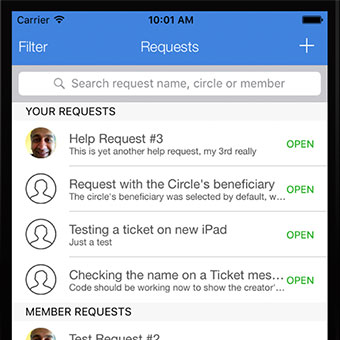 Carrier 10:01 AM
Filter Requests +
Search request name, circle or member
YOUR REQUESTS
Help Request #3
This is yet another help request, my 3rd really
OPEN
Request with the Circle's beneficiary
The circle's beneficiary was selected by default, w...
OPEN
Testing a ticket on new iPad
Just a test
OPEN
Checking the name on a Ticket mes...
Code should be working now to show the creator'...
OPEN
MEMBER REQUESTS
Test Request #2